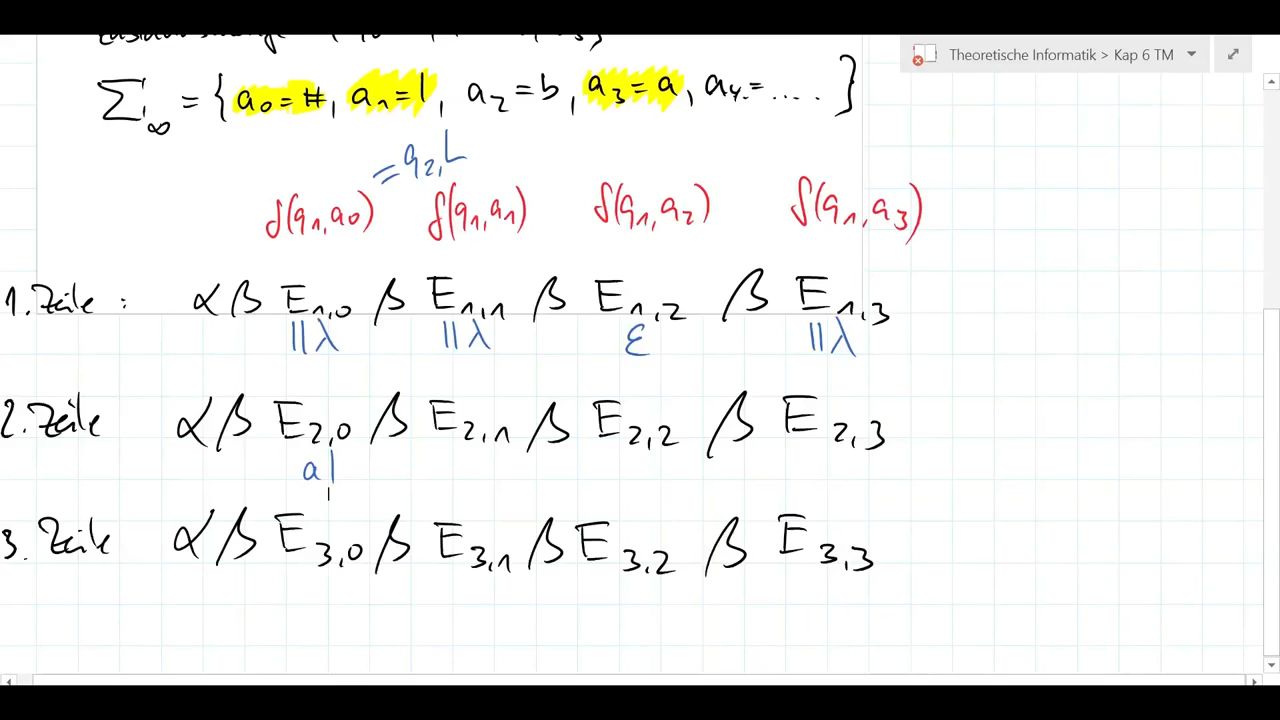 Theoretische Informatik > Kap 6 TM
Σ∞ = { a₀ = #, a₁ = |, a₂ = b, a₃ = a, a₄ = .... }
= q₂, L
δ(q₁, a₀) δ(q₁, a₁) δ(q₁, a₂) δ(q₁, a₃)
1. Zeile : α β E₁,₀ β E₁,₁ β E₁,₂ β E₁,₃
||λ ||λ ε ||λ
2. Zeile α β E₂,₀ β E₂,₁ β E₂,₂ β E₂,₃
a|
3. Zeile α β E₃,₀ β E₃,₁ β E₃,₂ β E₃,₃